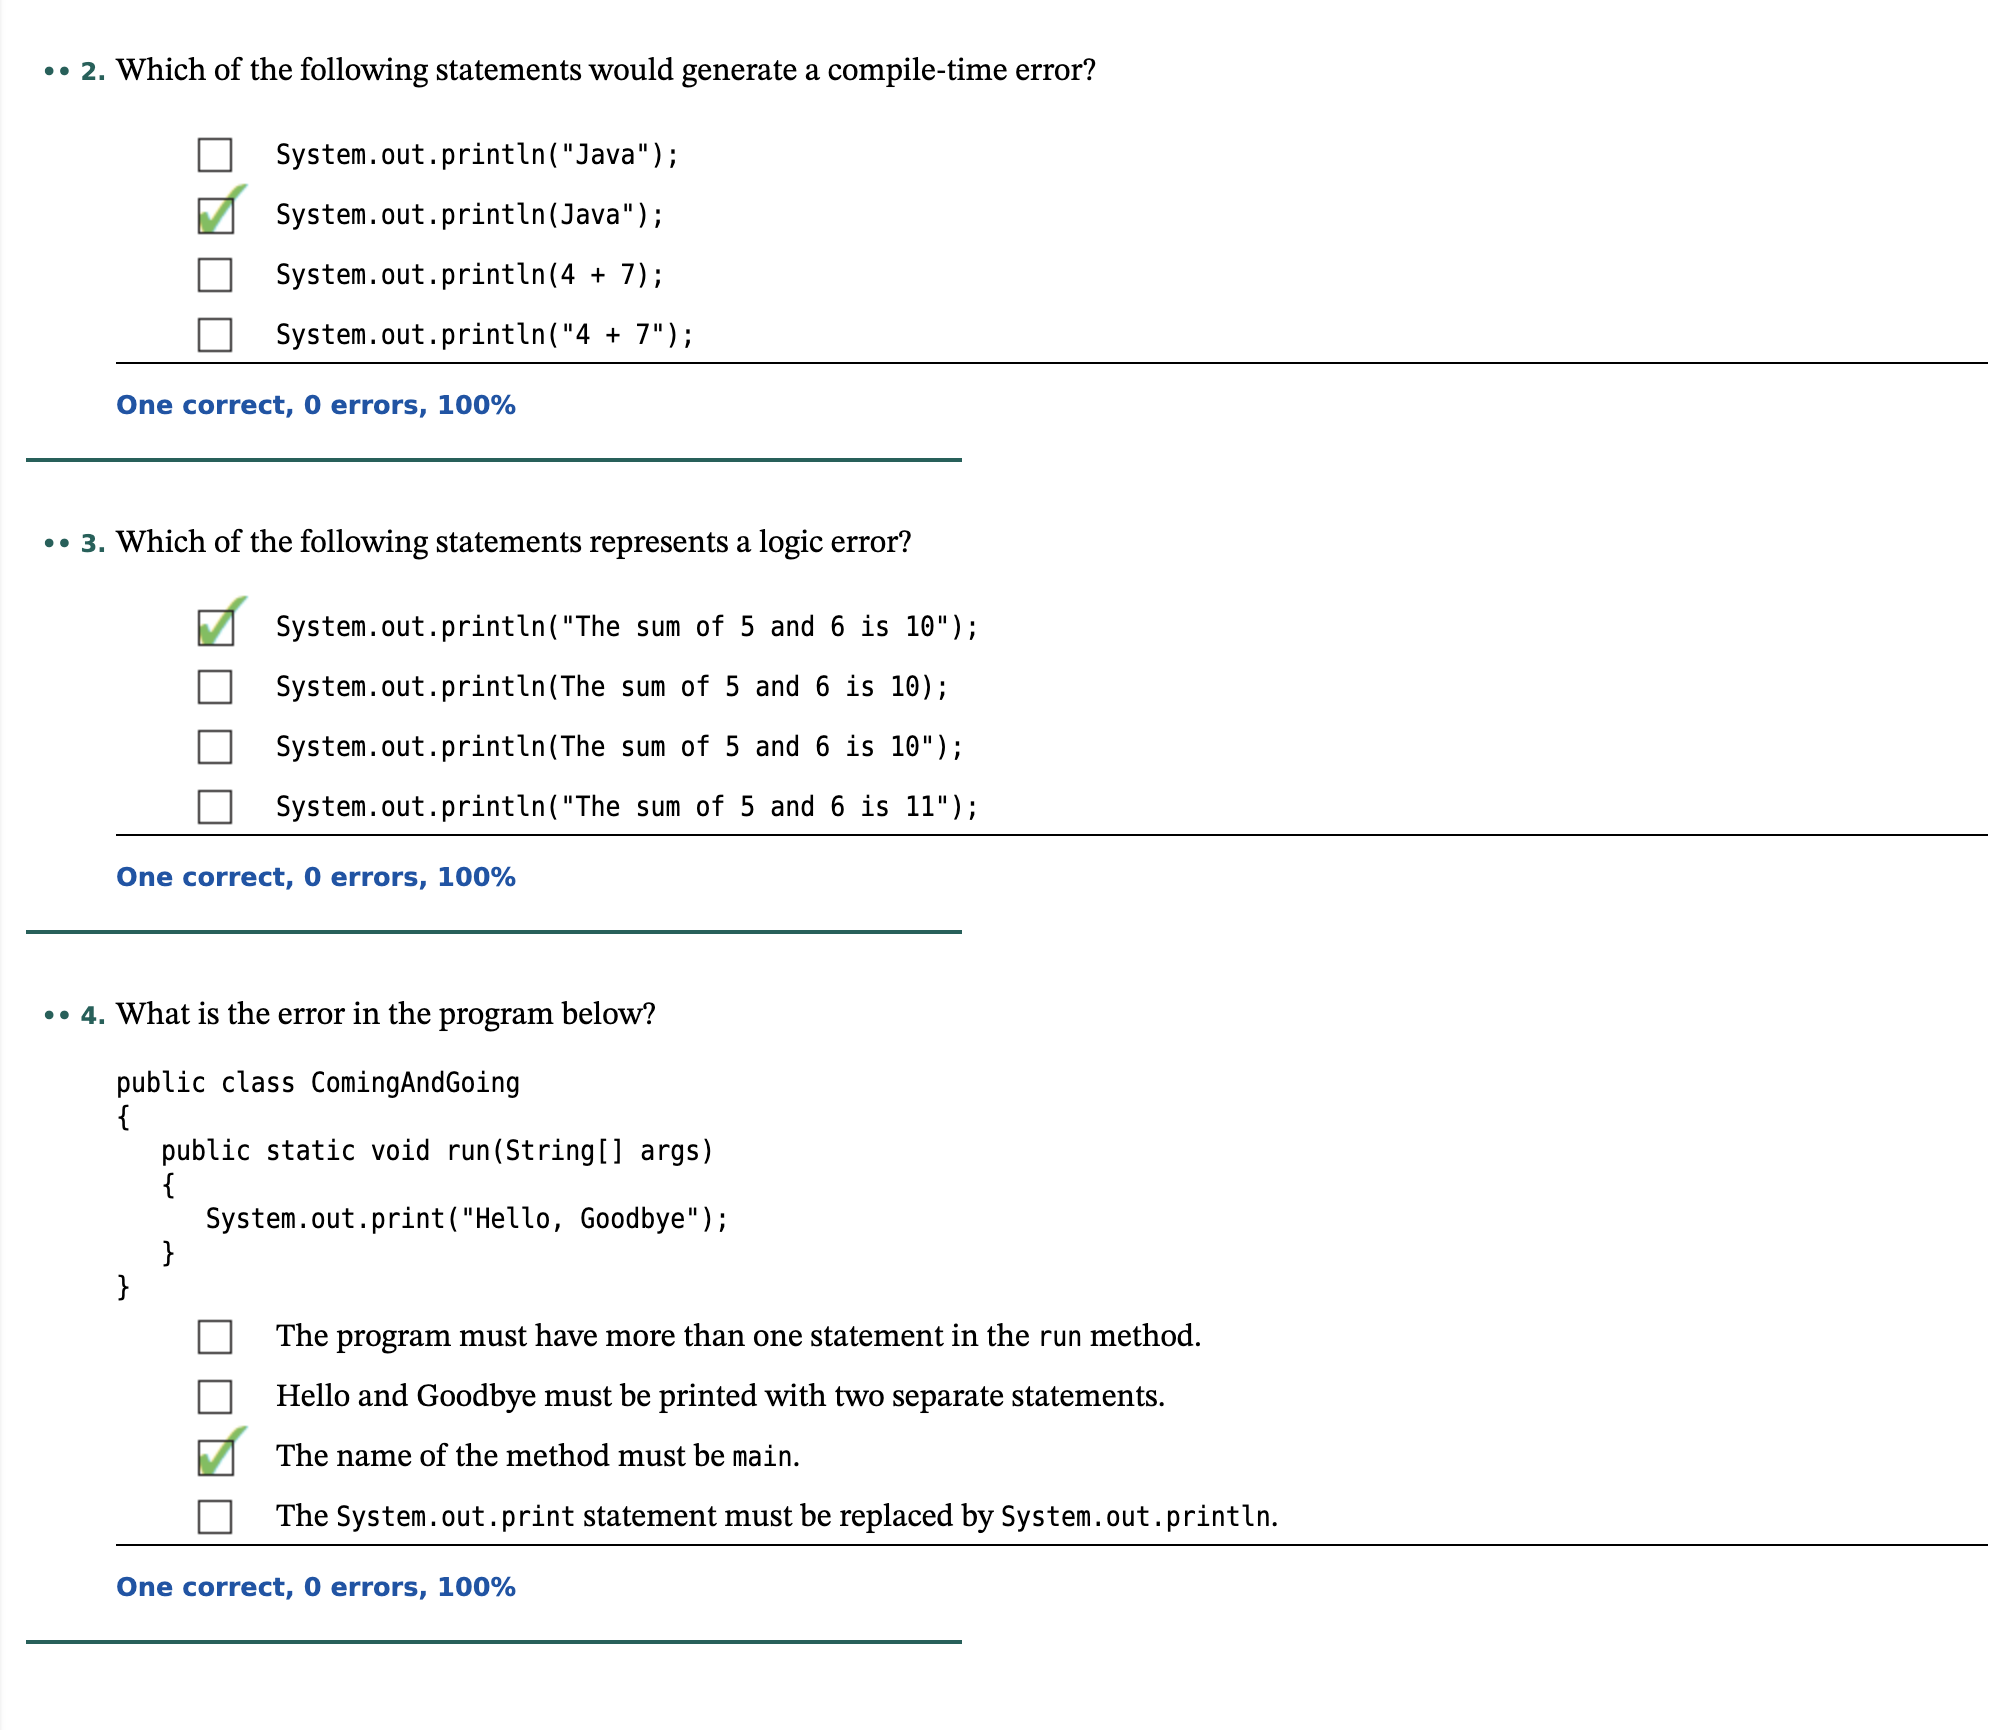 •• 2. Which of the following statements would generate a compile-time error?
System.out.println("Java");
System.out.println(Java");
System.out.println(4 + 7);
System.out.println("4 + 7");
One correct, 0 errors, 100%
•• 3. Which of the following statements represents a logic error?
System.out.println("The sum of 5 and 6 is 10");
System.out.println(The sum of 5 and 6 is 10);
System.out.println(The sum of 5 and 6 is 10");
System.out.println("The sum of 5 and 6 is 11");
One correct, 0 errors, 100%
•• 4. What is the error in the program below?
public class ComingAndGoing
{
   public static void run(String[] args)
   {
      System.out.print("Hello, Goodbye");
   }
}
The program must have more than one statement in the run method.
Hello and Goodbye must be printed with two separate statements.
The name of the method must be main.
The System.out.print statement must be replaced by System.out.println.
One correct, 0 errors, 100%